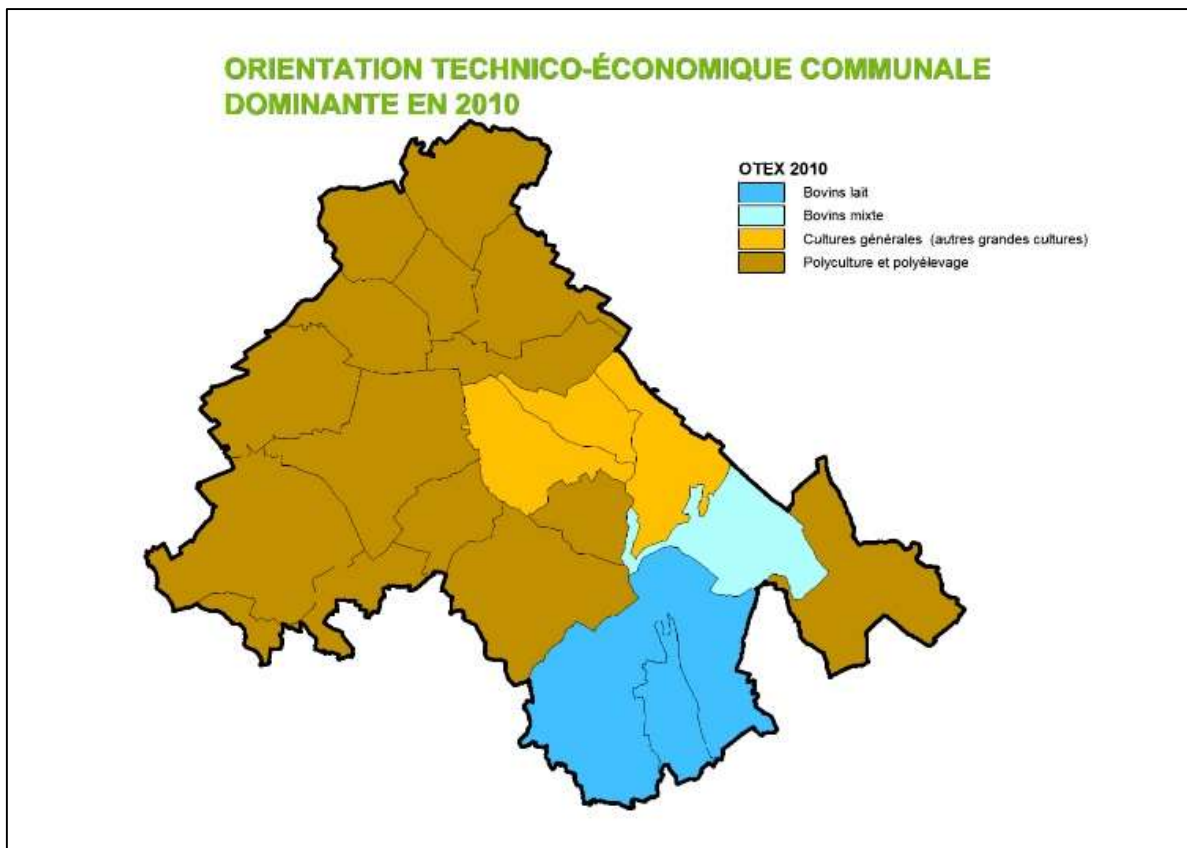 ORIENTATION TECHNICO-ÉCONOMIQUE COMMUNALE
DOMINANTE EN 2010
OTEX 2010
Bovins lait
Bovins mixte
Cultures générales (autres grandes cultures)
Polyculture et polyèlevage